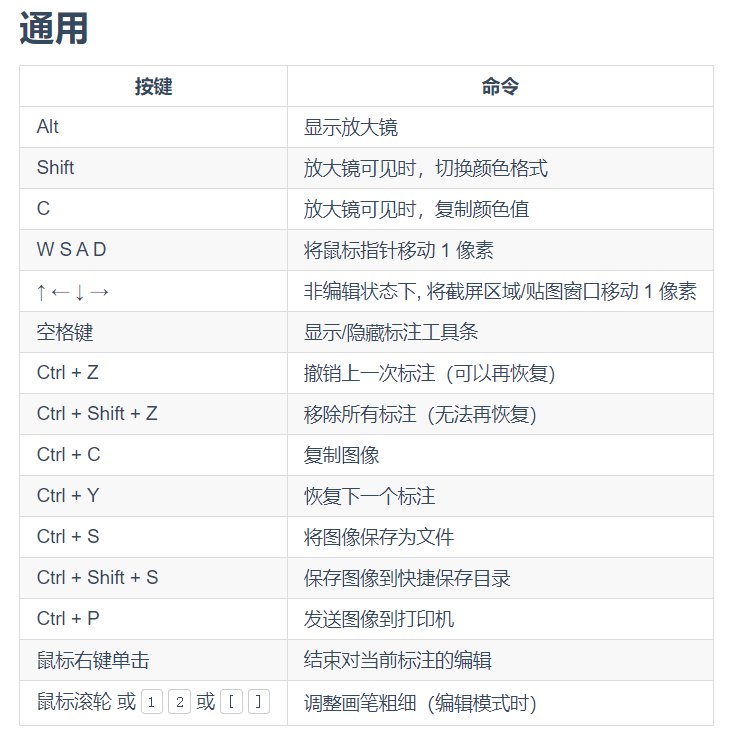 通用
按键 命令
Alt 显示放大镜
Shift 放大镜可见时，切换颜色格式
C 放大镜可见时，复制颜色值
W S A D 将鼠标指针移动 1 像素
↑ ← ↓ → 非编辑状态下, 将截屏区域/贴图窗口移动 1 像素
空格键 显示/隐藏标注工具条
Ctrl + Z 撤销上一次标注（可以再恢复）
Ctrl + Shift + Z 移除所有标注（无法再恢复）
Ctrl + C 复制图像
Ctrl + Y 恢复下一个标注
Ctrl + S 将图像保存为文件
Ctrl + Shift + S 保存图像到快捷保存目录
Ctrl + P 发送图像到打印机
鼠标右键单击 结束对当前标注的编辑
鼠标滚轮 或 1 2 或 [ ] 调整画笔粗细（编辑模式时）